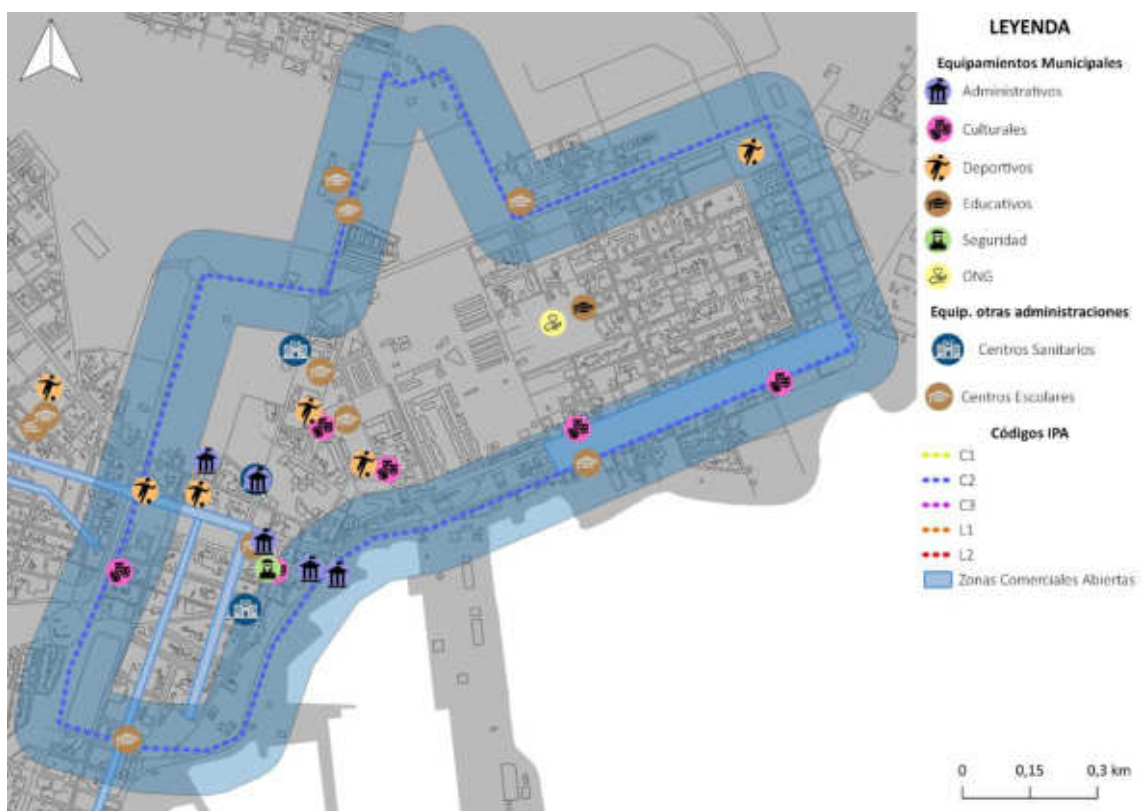 LEYENDA
Equipamientos Municipales
Administrativos
Culturales
Deportivos
Educativos
Seguridad
ONG
Equip. otras administraciones
Centros Sanitarios
Centros Escolares
Códigos IPA
C1
C2
C3
L1
L2
Zonas Comerciales Abiertas
0 0,15 0,3 km